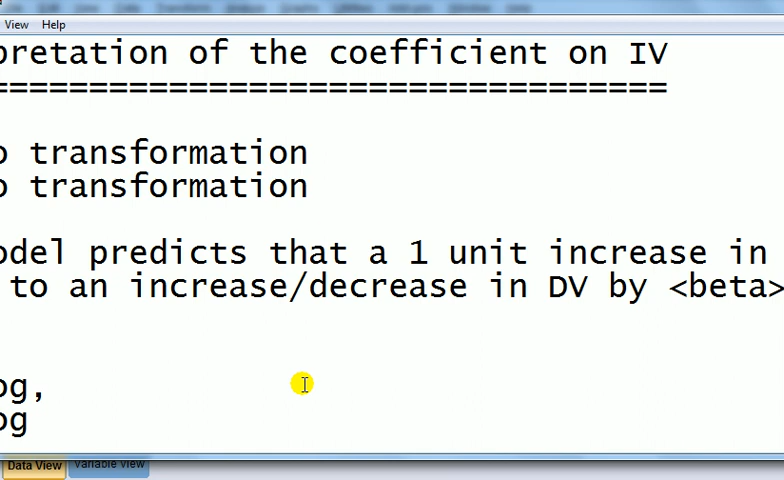 View Help
pretation of the coefficient on IV
==================================
o transformation
o transformation
odel predicts that a 1 unit increase in
to an increase/decrease in DV by <beta>
og,
og
Data View Variable View